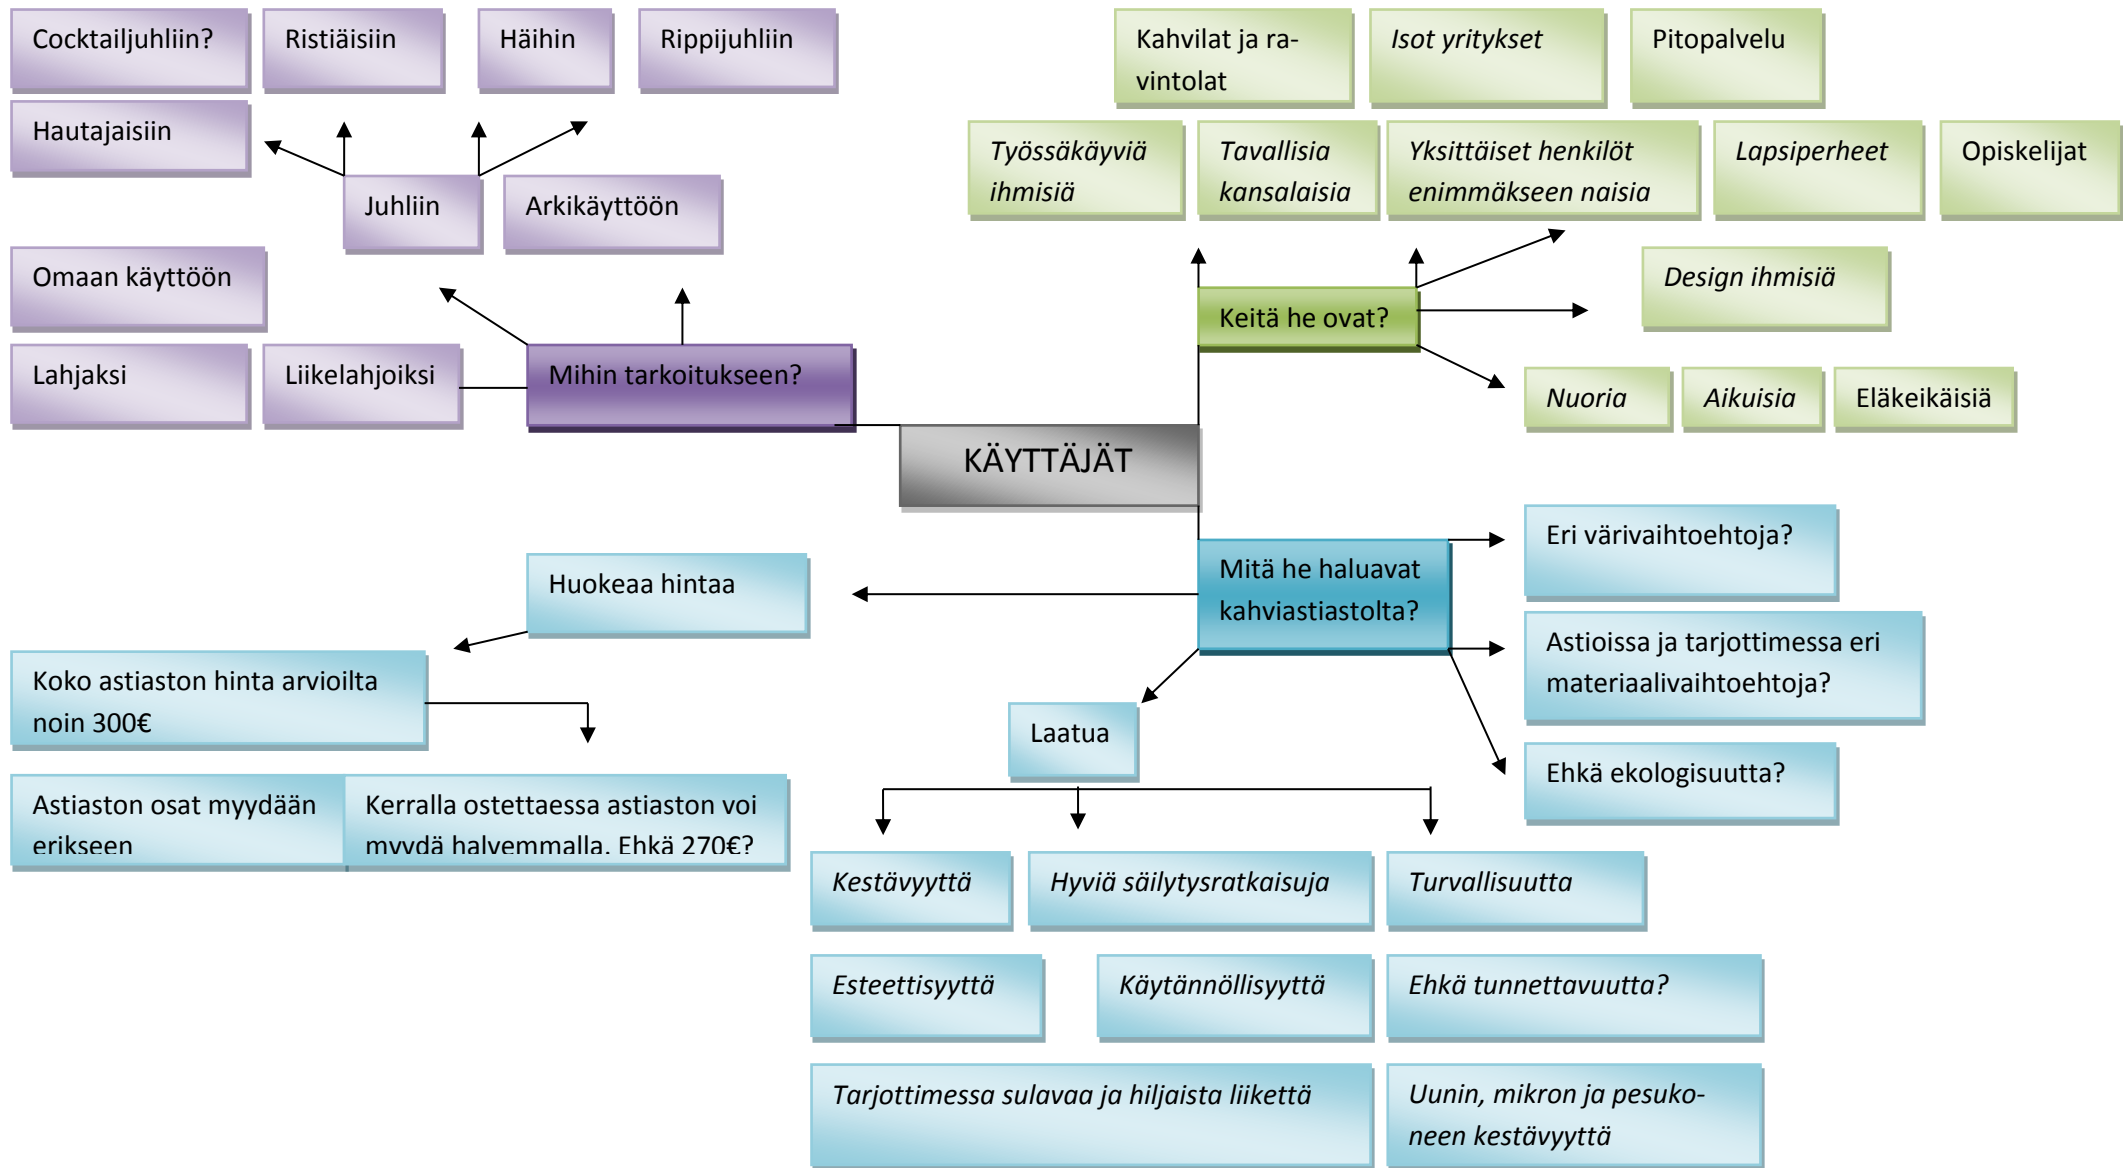 Cocktailjuhliin?
Ristiäisiin
Häihin
Rippijuhliin
Hautajaisiin
Juhliin
Arkikäyttöön
Omaan käyttöön
Lahjaksi
Liikelahjoiksi
Mihin tarkoitukseen?
Kahvilat ja ra-
vintolat
Isot yritykset
Pitopalvelu
Työssäkäyviä
ihmisiä
Tavallisia
kansalaisia
Yksittäiset henkilöt
enimmäkseen naisia
Lapsiperheet
Opiskelijat
Keitä he ovat?
Design ihmisiä
Nuoria
Aikuisia
Eläkeikäisiä
KÄYTTÄJÄT
Mitä he haluavat
kahviastiastolta?
Eri värivaihtoehtoja?
Astioissa ja tarjottimessa eri
materiaalivaihtoehtoja?
Ehkä ekologisuutta?
Huokeaa hintaa
Koko astiaston hinta arvioilta
noin 300€
Astiaston osat myydään
erikseen
Kerralla ostettaessa astiaston voi
myydä halvemmalla. Ehkä 270€?
Laatua
Kestävyyttä
Hyviä säilytysratkaisuja
Turvallisuutta
Esteettisyyttä
Käytännöllisyyttä
Ehkä tunnettavuutta?
Tarjottimessa sulavaa ja hiljaista liikettä
Uunin, mikron ja pesuko-
neen kestävyyttä